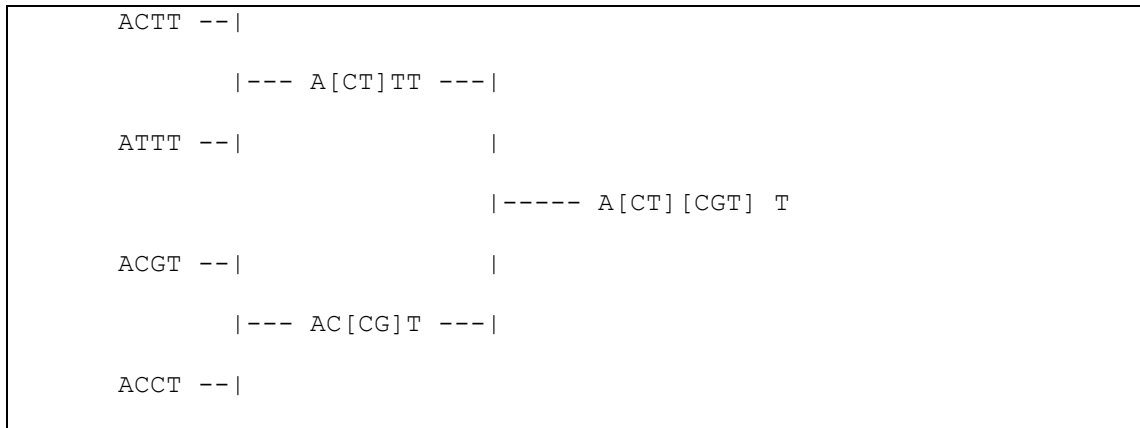 ACTT --|
|--- A[CT]TT ---|
ATTT --| |
|----- A[CT][CGT] T
ACGT --| |
|--- AC[CG]T ---|
ACCT --|